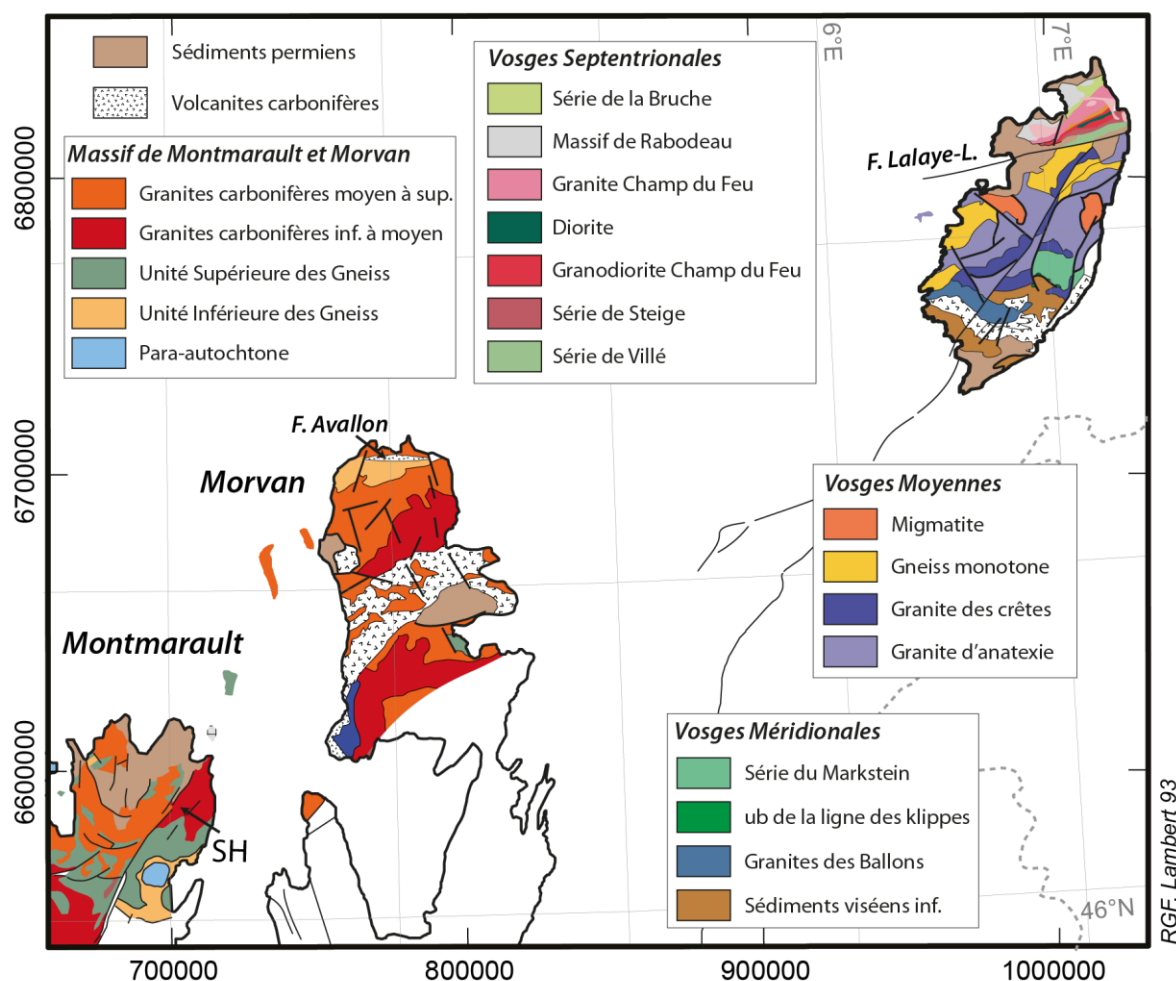 Sédiments permiens
Volcanites carbonifères
Massif de Montmarault et Morvan
Granites carbonifères moyen à sup.
Granites carbonifères inf. à moyen
Unité Supérieure des Gneiss
Unité Inférieure des Gneiss
Para-autochtone
Vosges Septentrionales
Série de la Bruche
Massif de Rabodeau
Granite Champ du Feu
Diorite
Granodiorite Champ du Feu
Série de Steige
Série de Villé
6°E
7°E
F. Lalaye-L.
F. Avallon
Morvan
Montmarault
SH
Vosges Moyennes
Migmatite
Gneiss monotone
Granite des crêtes
Granite d'anatexie
Vosges Méridionales
Série du Markstein
ub de la ligne des klippes
Granites des Ballons
Sédiments viséens inf.
46°N
RGF, Lambert 93
6800000
6700000
6600000
700000
800000
900000
1000000